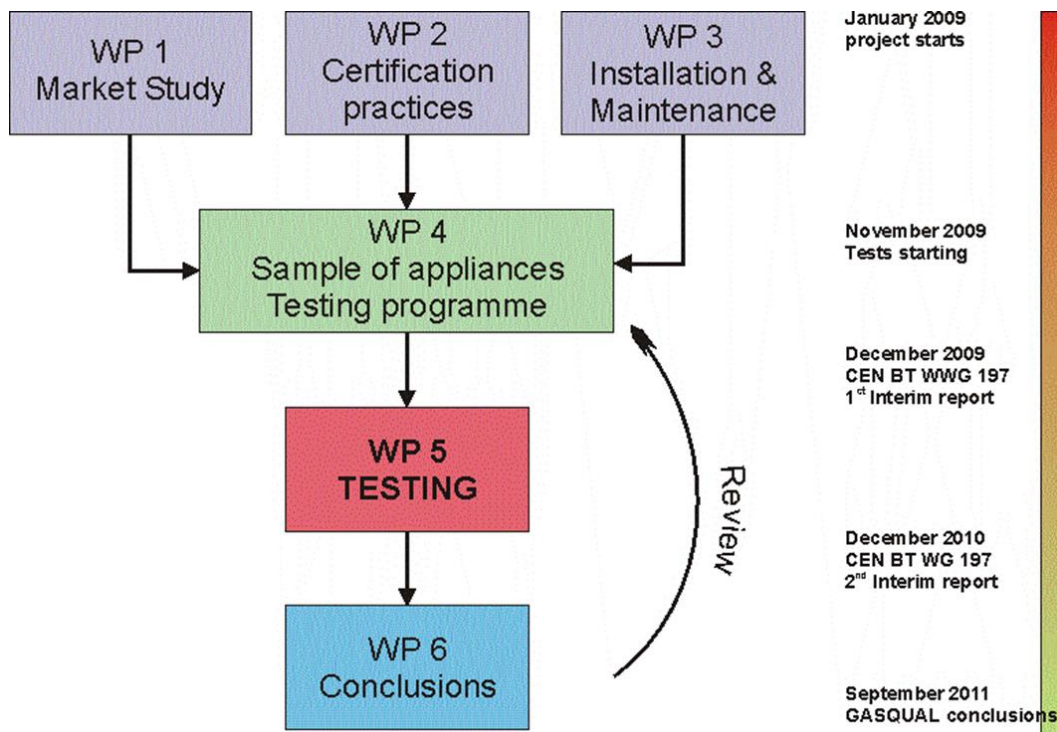 WP 1
Market Study
WP 2
Certification
practices
WP 3
Installation &
Maintenance
WP 4
Sample of appliances
Testing programme
WP 5
TESTING
WP 6
Conclusions
Review
January 2009
project starts
November 2009
Tests starting
December 2009
CEN BT WWG 197
1ct Interim report
December 2010
CEN BT WG 197
2nd Interim report
September 2011
GASQUAL conclusions